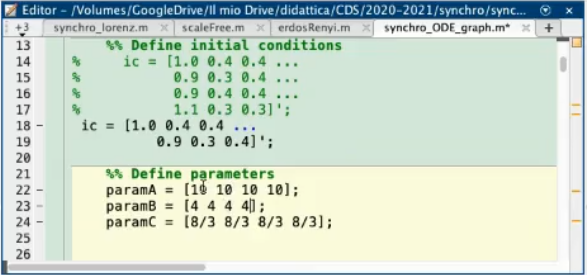 Editor - /Volumes/GoogleDrive/Il mio Drive/didattica/CDS/2020-2021/synchro/sync...
+3 synchro_lorenz.m scaleFree.m erdosRenyi.m synchro_ODE_graph.m*
13 %% Define initial conditions
14 % ic = [1.0 0.4 0.4 ...
15 % 0.9 0.3 0.4 ...
16 % 0.9 0.4 0.4 ...
17 % 1.1 0.3 0.3]';
18 - ic = [1.0 0.4 0.4 ...
19 0.9 0.3 0.4]';
20
21 %% Define parameters
22 - paramA = [10 10 10 10];
23 - paramB = [4 4 4 4];
24 - paramC = [8/3 8/3 8/3 8/3];
25
26